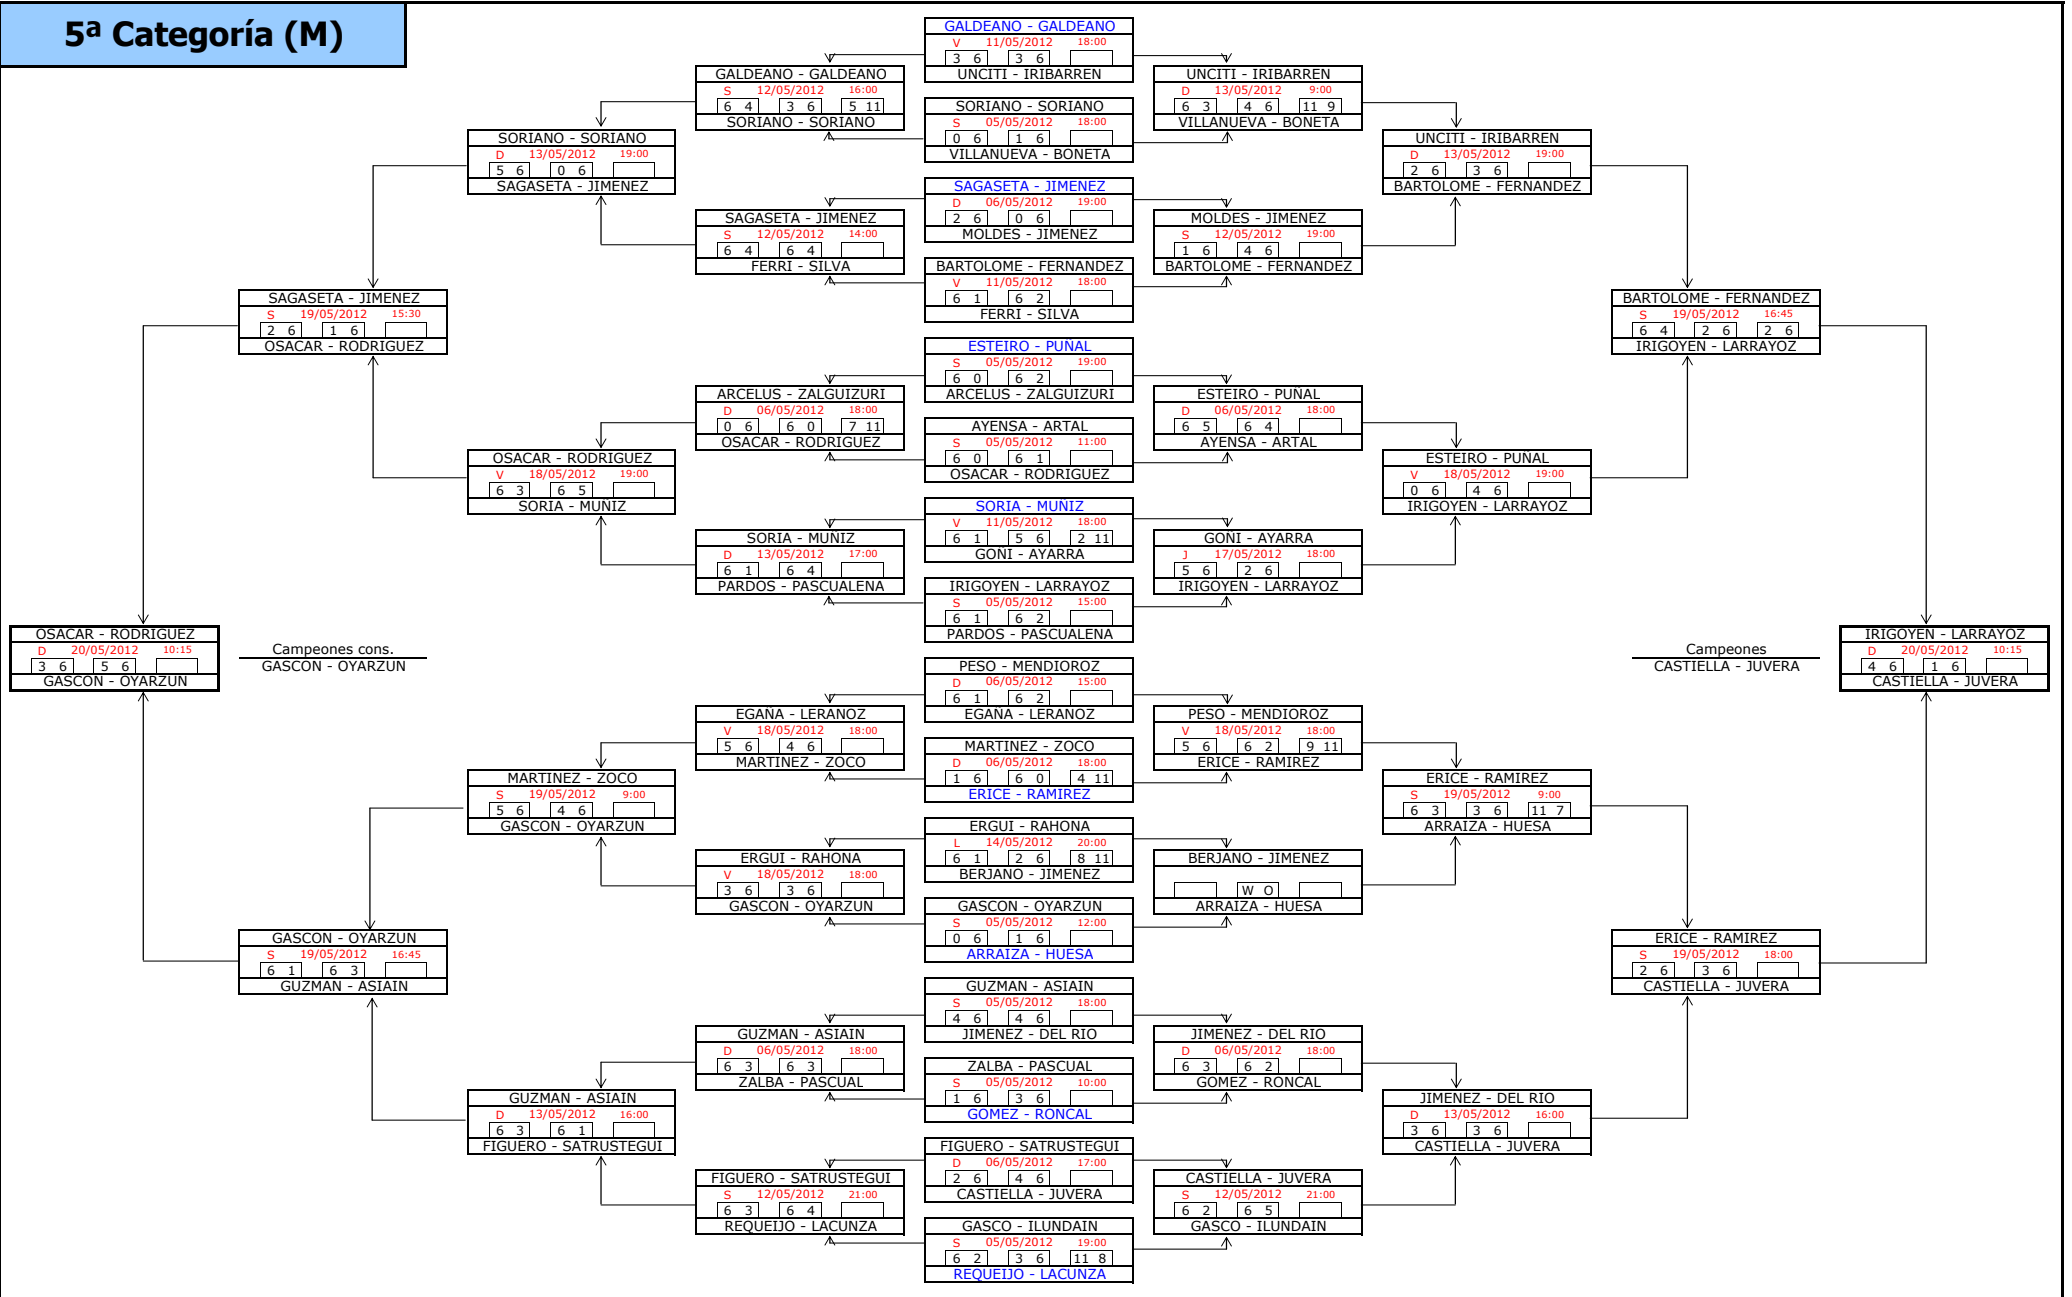 5ª Categoría (M)
GALDEANO - GALDEANO
V 11/05/2012 18:00
3 6 3 6
UNCITI - IRIBARREN
SORIANO - SORIANO
S 05/05/2012 18:00
0 6 1 6
VILLANUEVA - BONETA
SAGASETA - JIMENEZ
D 06/05/2012 19:00
2 6 0 6
MOLDES - JIMENEZ
BARTOLOME - FERNANDEZ
V 11/05/2012 18:00
6 1 6 2
FERRI - SILVA
ESTEIRO - PUÑAL
S 05/05/2012 19:00
6 0 6 2
ARCELUS - ZALGUIZURI
AYENSA - ARTAL
S 05/05/2012 11:00
6 0 6 1
OSACAR - RODRIGUEZ
SORIA - MUÑIZ
V 11/05/2012 18:00
6 1 5 6 2 11
GOÑI - AYARRA
IRIGOYEN - LARRAYOZ
S 05/05/2012 15:00
6 1 6 2
PARDOS - PASCUALENA
PESO - MENDIOROZ
D 06/05/2012 15:00
6 1 6 2
EGAÑA - LERANOZ
MARTINEZ - ZOCO
D 06/05/2012 18:00
1 6 6 0 4 11
ERICE - RAMIREZ
ERGUI - RAHONA
L 14/05/2012 20:00
6 1 2 6 8 11
BERJANO - JIMENEZ
GASCON - OYARZUN
S 05/05/2012 12:00
0 6 1 6
ARRAIZA - HUESA
GUZMAN - ASIAIN
S 05/05/2012 18:00
4 6 4 6
JIMENEZ - DEL RIO
ZALBA - PASCUAL
S 05/05/2012 10:00
1 6 3 6
GOMEZ - RONCAL
FIGUERO - SATRUSTEGUI
D 06/05/2012 17:00
2 6 4 6
CASTIELLA - JUVERA
GASCO - ILUNDAIN
S 05/05/2012 19:00
6 2 3 6 11 8
REQUEIJO - LACUNZA
GALDEANO - GALDEANO
S 12/05/2012 16:00
6 4 3 6 5 11
SORIANO - SORIANO
SAGASETA - JIMENEZ
S 12/05/2012 14:00
6 4 6 4
FERRI - SILVA
ARCELUS - ZALGUIZURI
D 06/05/2012 18:00
0 6 6 0 7 11
OSACAR - RODRIGUEZ
SORIA - MUÑIZ
D 13/05/2012 17:00
6 1 6 4
PARDOS - PASCUALENA
EGAÑA - LERANOZ
V 18/05/2012 18:00
5 6 4 6
MARTINEZ - ZOCO
ERGUI - RAHONA
V 18/05/2012 18:00
3 6 3 6
GASCON - OYARZUN
GUZMAN - ASIAIN
D 06/05/2012 18:00
6 3 6 3
ZALBA - PASCUAL
FIGUERO - SATRUSTEGUI
S 12/05/2012 21:00
6 3 6 4
REQUEIJO - LACUNZA
SORIANO - SORIANO
D 13/05/2012 19:00
5 6 0 6
SAGASETA - JIMENEZ
OSACAR - RODRIGUEZ
V 18/05/2012 19:00
6 3 6 5
SORIA - MUÑIZ
MARTINEZ - ZOCO
S 19/05/2012 9:00
5 6 4 6
GASCON - OYARZUN
GUZMAN - ASIAIN
D 13/05/2012 16:00
6 3 6 1
FIGUERO - SATRUSTEGUI
SAGASETA - JIMENEZ
S 19/05/2012 15:30
2 6 1 6
OSACAR - RODRIGUEZ
GASCON - OYARZUN
S 19/05/2012 16:45
6 1 6 3
GUZMAN - ASIAIN
OSACAR - RODRIGUEZ
D 20/05/2012 10:15
3 6 5 6
GASCON - OYARZUN
Campeones cons.
GASCON - OYARZUN
UNCITI - IRIBARREN
D 13/05/2012 9:00
6 3 4 6 11 9
VILLANUEVA - BONETA
MOLDES - JIMENEZ
S 12/05/2012 19:00
1 6 4 6
BARTOLOME - FERNANDEZ
ESTEIRO - PUÑAL
D 06/05/2012 18:00
6 5 6 4
AYENSA - ARTAL
GOÑI - AYARRA
J 17/05/2012 18:00
5 6 2 6
IRIGOYEN - LARRAYOZ
PESO - MENDIOROZ
V 18/05/2012 18:00
5 6 6 2 9 11
ERICE - RAMIREZ
BERJANO - JIMENEZ
W O
ARRAIZA - HUESA
JIMENEZ - DEL RIO
D 06/05/2012 18:00
6 3 6 2
GOMEZ - RONCAL
CASTIELLA - JUVERA
S 12/05/2012 21:00
6 2 6 5
GASCO - ILUNDAIN
UNCITI - IRIBARREN
D 13/05/2012 19:00
2 6 3 6
BARTOLOME - FERNANDEZ
ESTEIRO - PUÑAL
V 18/05/2012 19:00
0 6 4 6
IRIGOYEN - LARRAYOZ
ERICE - RAMIREZ
S 19/05/2012 9:00
6 3 3 6 11 7
ARRAIZA - HUESA
JIMENEZ - DEL RIO
D 13/05/2012 16:00
3 6 3 6
CASTIELLA - JUVERA
BARTOLOME - FERNANDEZ
S 19/05/2012 16:45
6 4 2 6 2 6
IRIGOYEN - LARRAYOZ
ERICE - RAMIREZ
S 19/05/2012 18:00
2 6 3 6
CASTIELLA - JUVERA
Campeones
CASTIELLA - JUVERA
IRIGOYEN - LARRAYOZ
D 20/05/2012 10:15
4 6 1 6
CASTIELLA - JUVERA